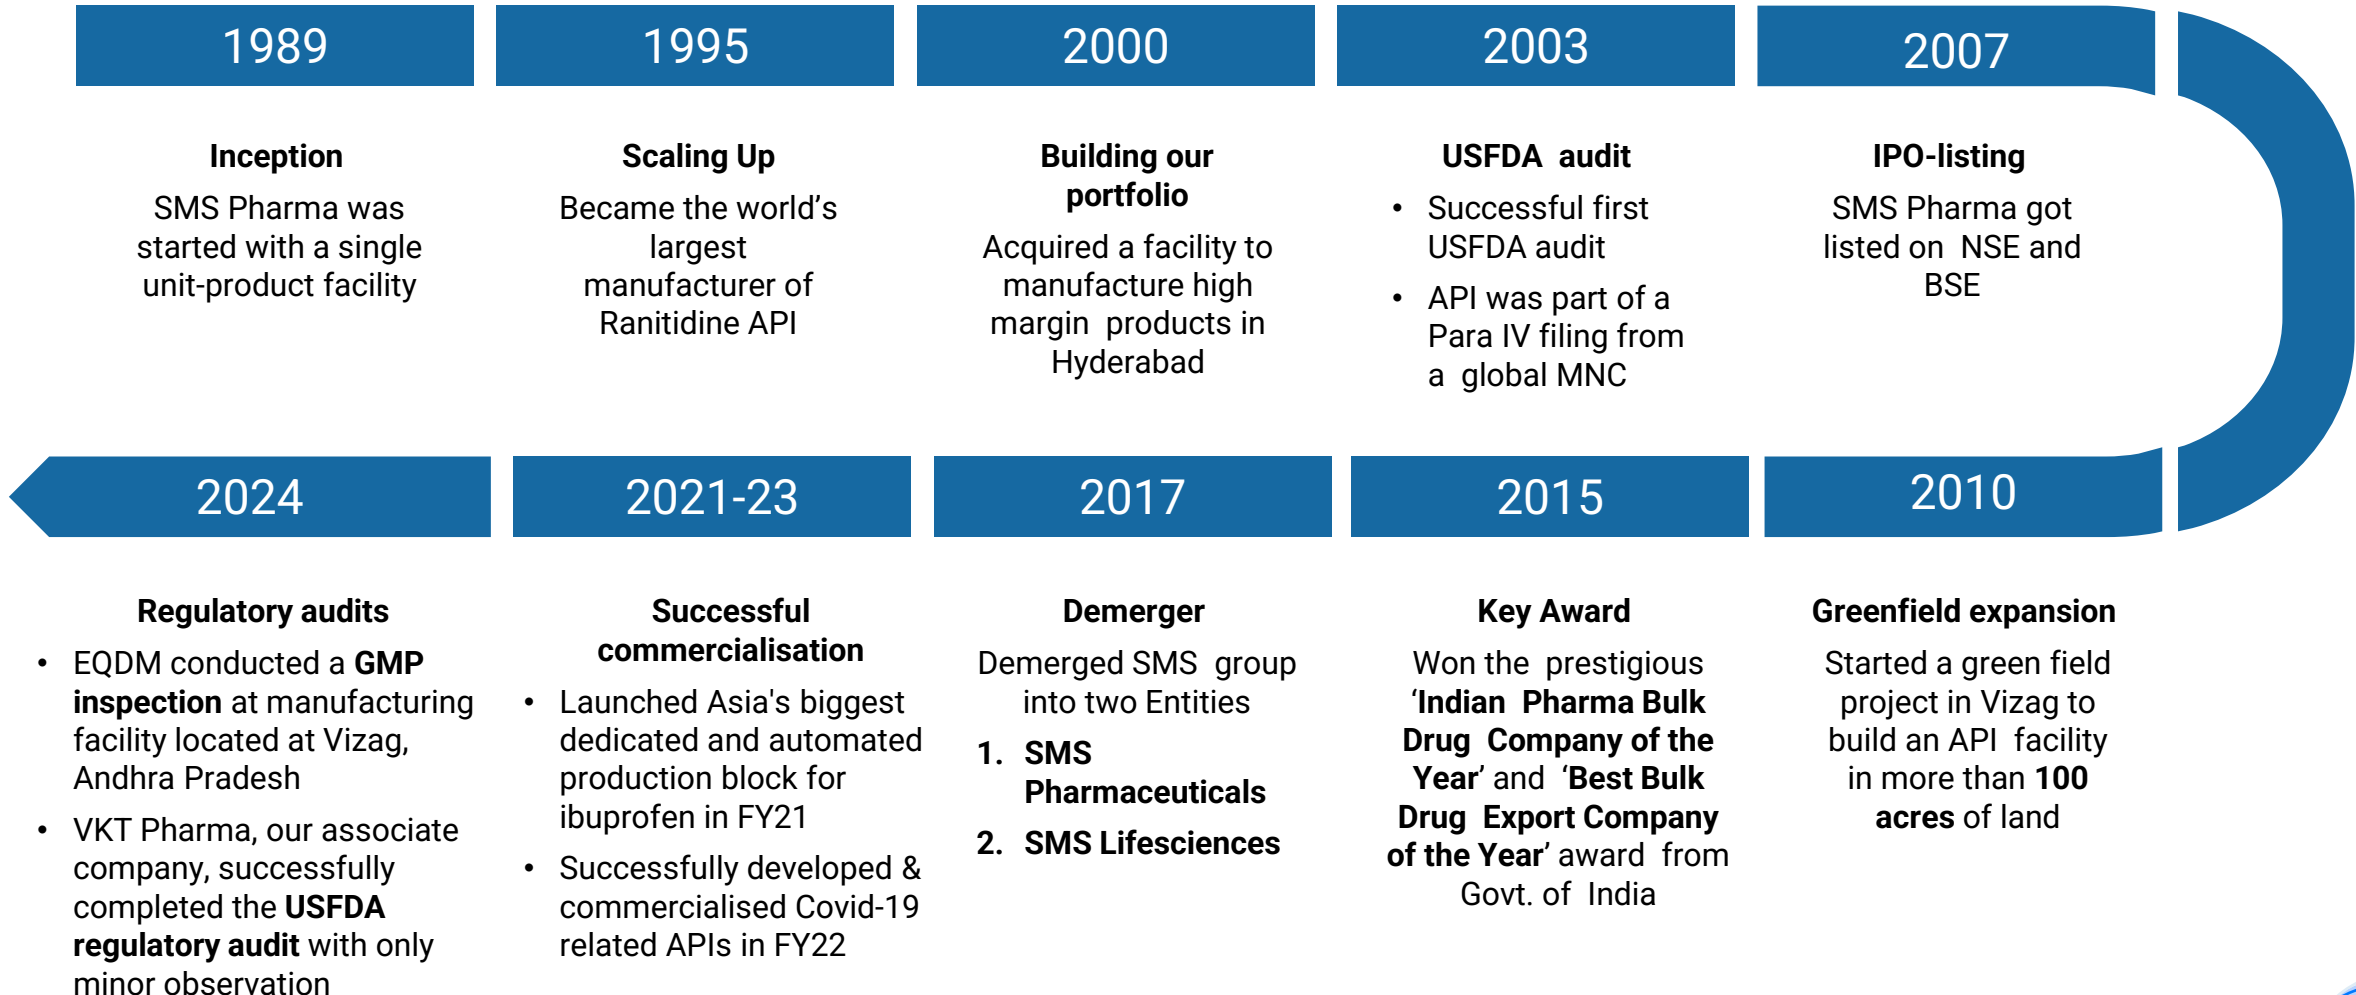 1989
Inception
SMS Pharma was
started with a single
unit-product facility
1995
Scaling Up
Became the world’s
largest
manufacturer of
Ranitidine API
2000
Building our
portfolio
Acquired a facility to
manufacture high
margin products in
Hyderabad
2003
USFDA audit
• Successful first
USFDA audit
• API was part of a
Para IV filing from
a global MNC
2007
IPO-listing
SMS Pharma got
listed on NSE and
BSE
2010
Greenfield expansion
Started a green field
project in Vizag to
build an API facility
in more than 100
acres of land
2015
Key Award
Won the prestigious
‘Indian Pharma Bulk
Drug Company of the
Year’ and ‘Best Bulk
Drug Export Company
of the Year’ award from
Govt. of India
2017
Demerger
Demerged SMS group
into two Entities
1. SMS
Pharmaceuticals
2. SMS Lifesciences
2021-23
Successful
commercialisation
• Launched Asia's biggest
dedicated and automated
production block for
ibuprofen in FY21
• Successfully developed &
commercialised Covid-19
related APIs in FY22
2024
Regulatory audits
• EQDM conducted a GMP
inspection at manufacturing
facility located at Vizag,
Andhra Pradesh
• VKT Pharma, our associate
company, successfully
completed the USFDA
regulatory audit with only
minor observation